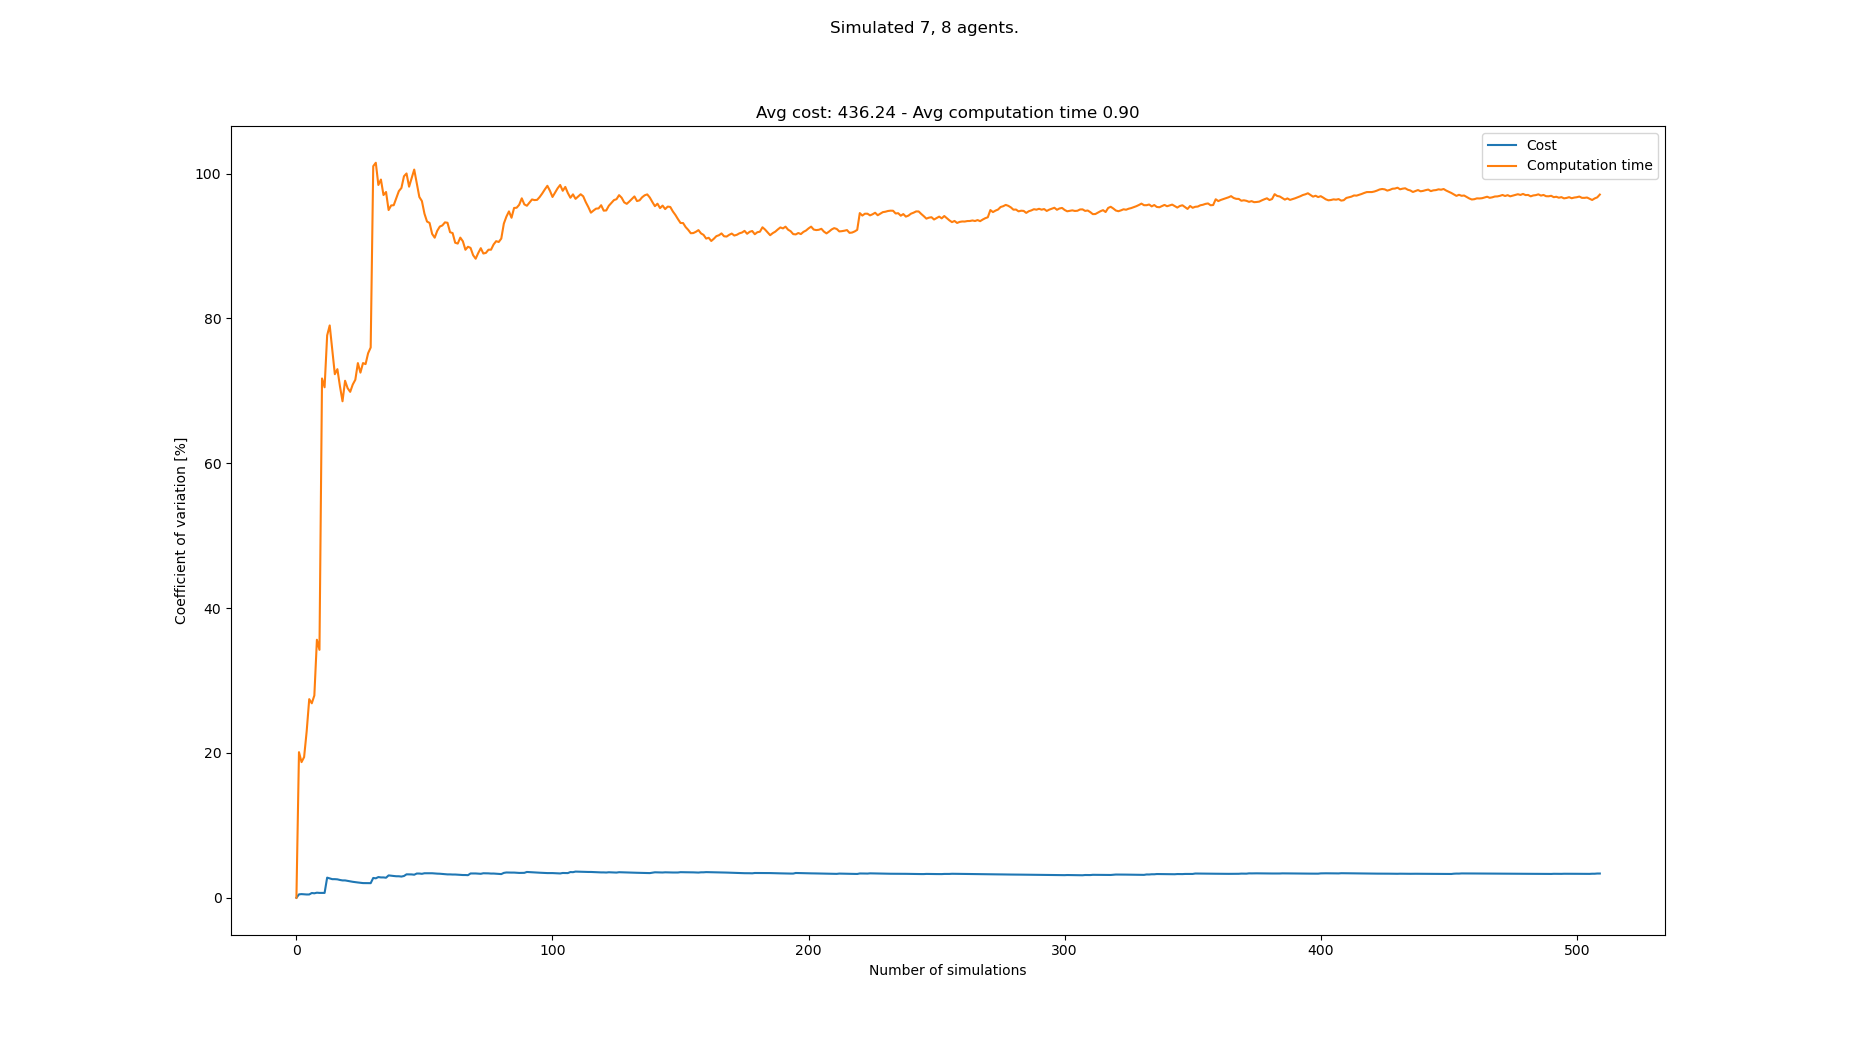 Simulated 7, 8 agents.
Avg cost: 436.24 - Avg computation time 0.90
Cost
Computation time
100
80
60
40
20
0
Coefficient of variation [%]
0
100
200
300
400
500
Number of simulations